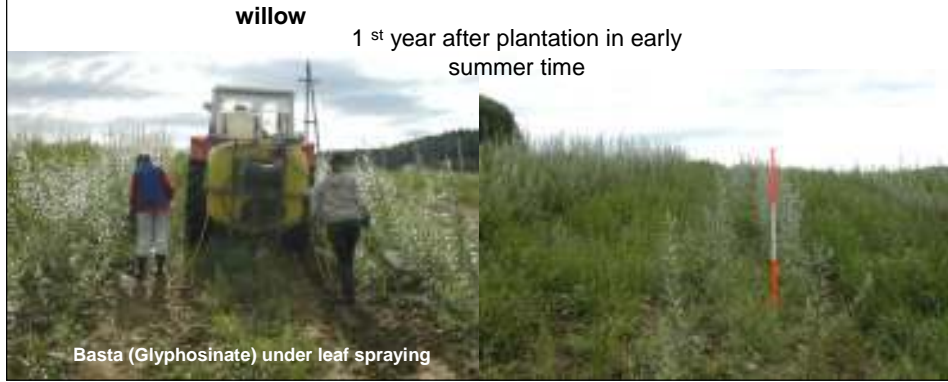 willow
1 st year after plantation in early
summer time
Basta (Glyphosinate) under leaf spraying